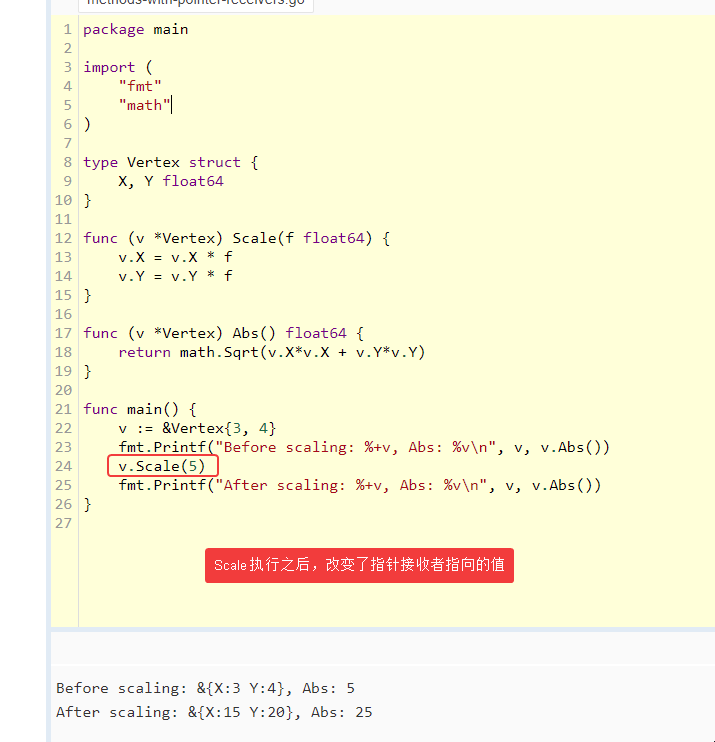 methods-with-pointer-receivers.go
1 package main
2
3 import (
4 "fmt"
5 "math"
6 )
7
8 type Vertex struct {
9 X, Y float64
10 }
11
12 func (v *Vertex) Scale(f float64) {
13 v.X = v.X * f
14 v.Y = v.Y * f
15 }
16
17 func (v *Vertex) Abs() float64 {
18 return math.Sqrt(v.X*v.X + v.Y*v.Y)
19 }
20
21 func main() {
22 v := &Vertex{3, 4}
23 fmt.Printf("Before scaling: %+v, Abs: %v\n", v, v.Abs())
24 v.Scale(5)
25 fmt.Printf("After scaling: %+v, Abs: %v\n", v, v.Abs())
26 }
27
Scale 执行之后，改变了指针接收者指向的值
Before scaling: &{X:3 Y:4}, Abs: 5
After scaling: &{X:15 Y:20}, Abs: 25